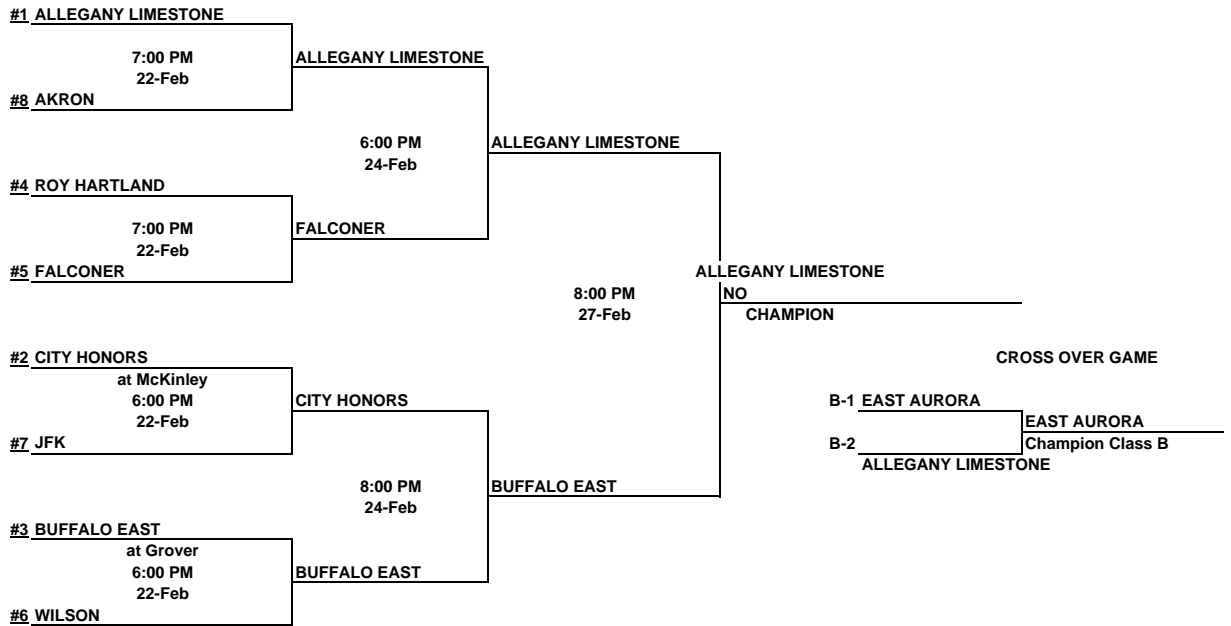 #1 ALLEGANY LIMESTONE
7:00 PM
ALLEGANY LIMESTONE
22-Feb
#8 AKRON
6:00 PM
ALLEGANY LIMESTONE
24-Feb
#4 ROY HARTLAND
7:00 PM
FALCONER
22-Feb
#5 FALCONER
ALLEGANY LIMESTONE
8:00 PM
NO
27-Feb
CHAMPION
#2 CITY HONORS
CROSS OVER GAME
at McKinley
6:00 PM
CITY HONORS
B-1 EAST AURORA
22-Feb
EAST AURORA
#7 JFK
B-2
Champion Class B
ALLEGANY LIMESTONE
8:00 PM
BUFFALO EAST
24-Feb
#3 BUFFALO EAST
at Grover
6:00 PM
BUFFALO EAST
22-Feb
#6 WILSON